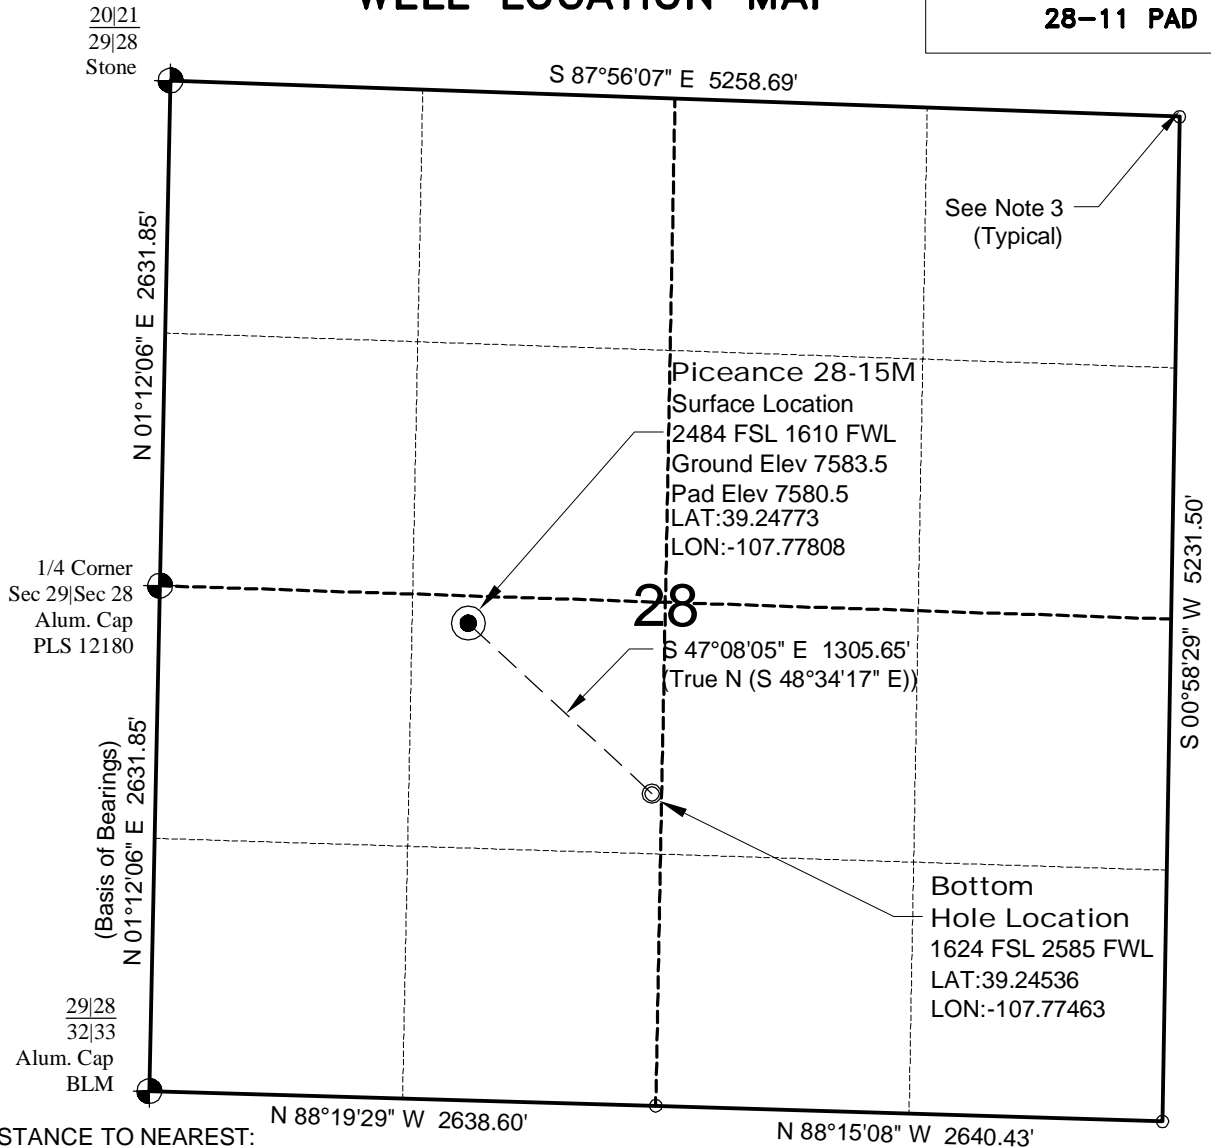 WELL LOCATION MAP
28-11 PAD
20|21
29|28
Stone
S 87°56'07" E 5258.69'
See Note 3
(Typical)
N 01°12'06" E 2631.85'
Piceance 28-15M
Surface Location
2484 FSL 1610 FWL
Ground Elev 7583.5
Pad Elev 7580.5
LAT:39.24773
LON:-107.77808
S 00°58'29" W 5231.50'
1/4 Corner
Sec 29|Sec 28
Alum. Cap
PLS 12180
28
S 47°08'05" E 1305.65'
(True N (S 48°34'17" E))
(Basis of Bearings)
N 01°12'06" E 2631.85'
Bottom
Hole Location
1624 FSL 2585 FWL
LAT:39.24536
LON:-107.77463
29|28
32|33
Alum. Cap
BLM
N 88°19'29" W 2638.60'
N 88°15'08" W 2640.43'
STANCE TO NEAREST: